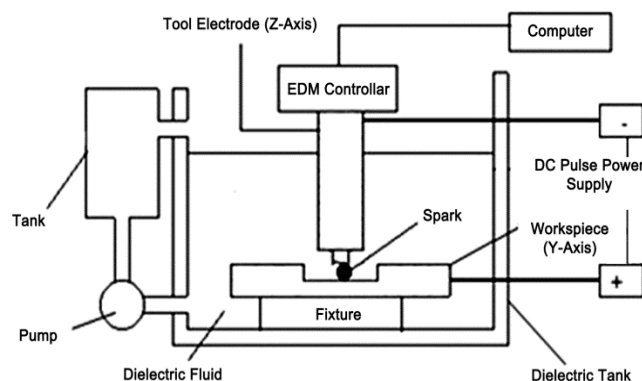 Tool Electrode (Z-Axis)
Computer
EDM Controllar
-
DC Pulse Power
Supply
Tank
Spark
Workspiece
(Y-Axis)
+
Pump
Fixture
Dielectric Fluid
Dielectric Tank